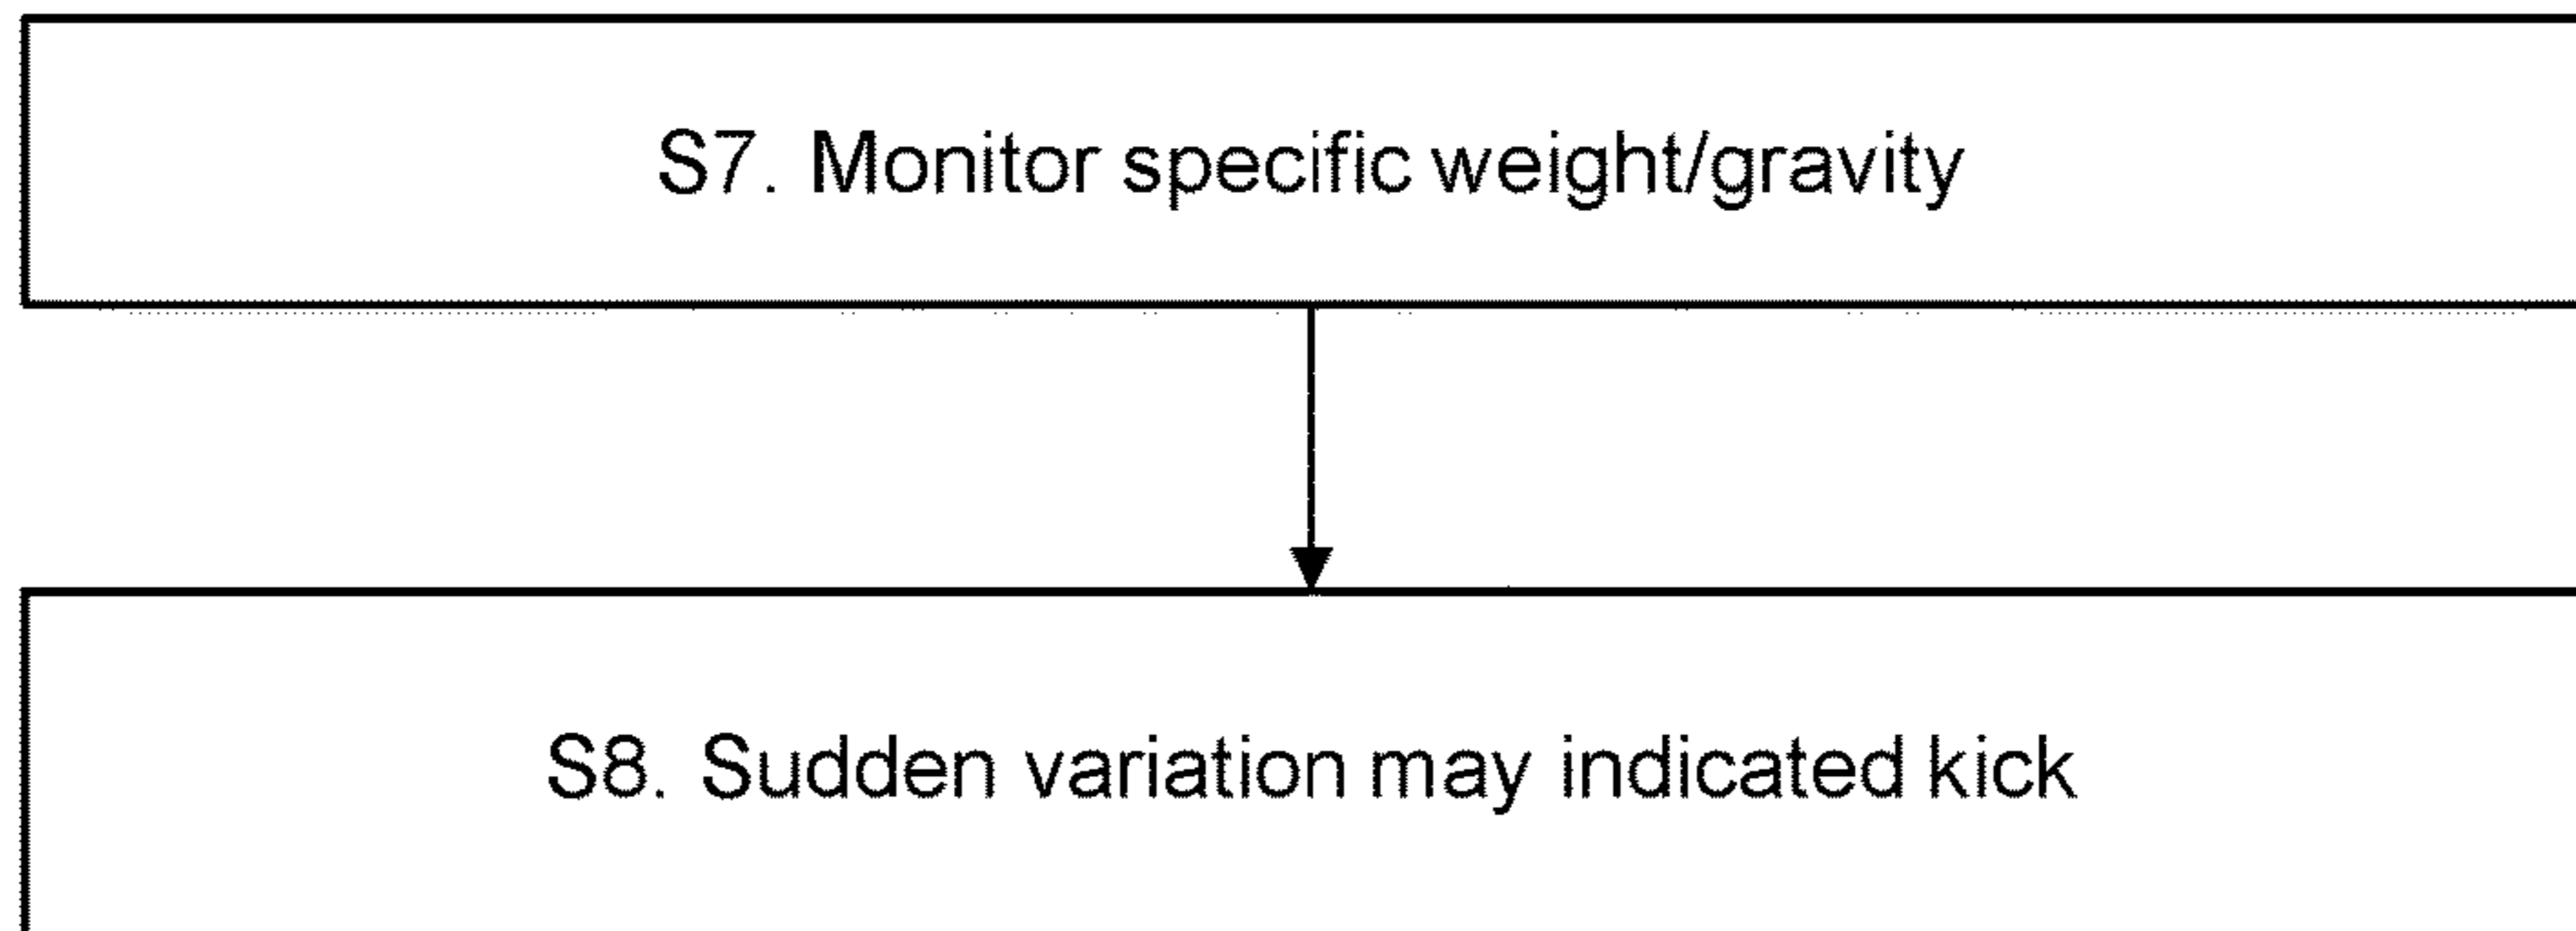 S7. Monitor specific weight/gravity
S8. Sudden variation may indicated kick